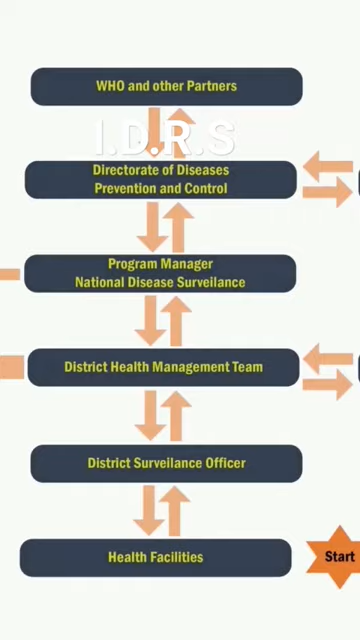 WHO and other Partners
I.D.R.S
Directorate of Diseases
Prevention and Control
Program Manager
National Disease Surveilance
District Health Management Team
District Surveilance Officer
Health Facilities
Start